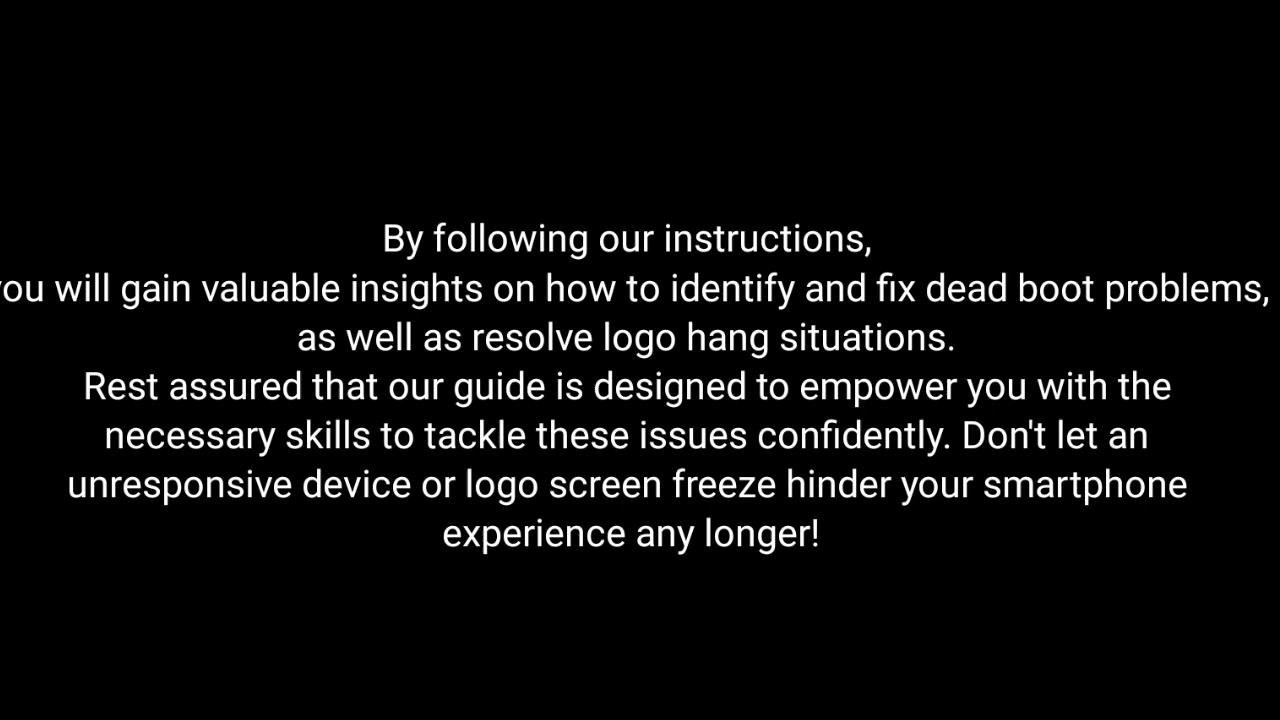 By following our instructions,
you will gain valuable insights on how to identify and fix dead boot problems,
as well as resolve logo hang situations.
Rest assured that our guide is designed to empower you with the
necessary skills to tackle these issues confidently. Don't let an
unresponsive device or logo screen freeze hinder your smartphone
experience any longer!